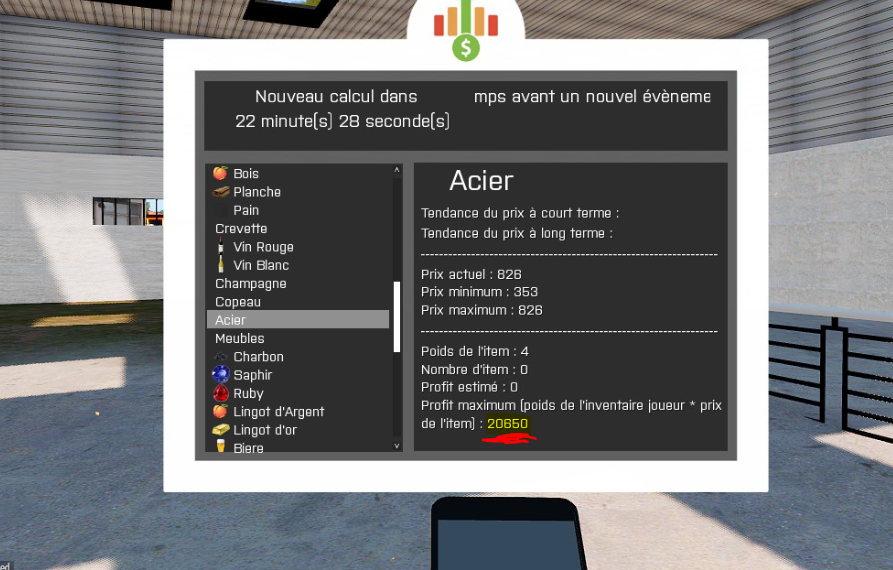 $
Nouveau calcul dans
22 minute(s) 28 seconde(s)
mps avant un nouvel évèneme
Bois
Planche
Pain
Crevette
Vin Rouge
Vin Blanc
Champagne
Copeau
Acier
Meubles
Charbon
Saphir
Ruby
Lingot d'Argent
Lingot d'or
Biere
Acier
Tendance du prix à court terme :
Tendance du prix à long terme :
Prix actuel : 826
Prix minimum : 353
Prix maximum : 826
Poids de l'item : 4
Nombre d'item : 0
Profit estimé : 0
Profit maximum (poids de l'inventaire joueur * prix
de l'item) : 20650
ed